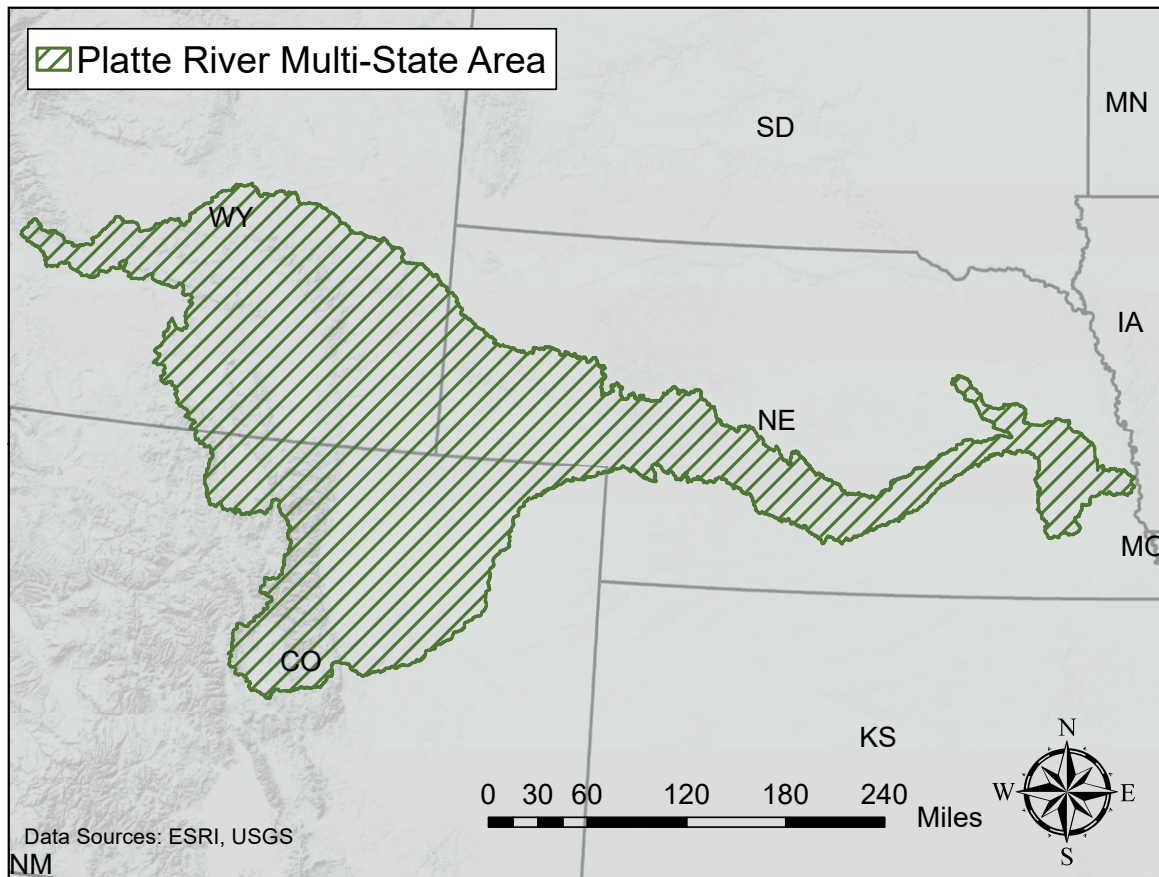 Platte River Multi-State Area
MN
SD
WY
IA
NE
MO
CO
KS
N
W E
S
0 30 60 120 180 240
Miles
Data Sources: ESRI, USGS
NM